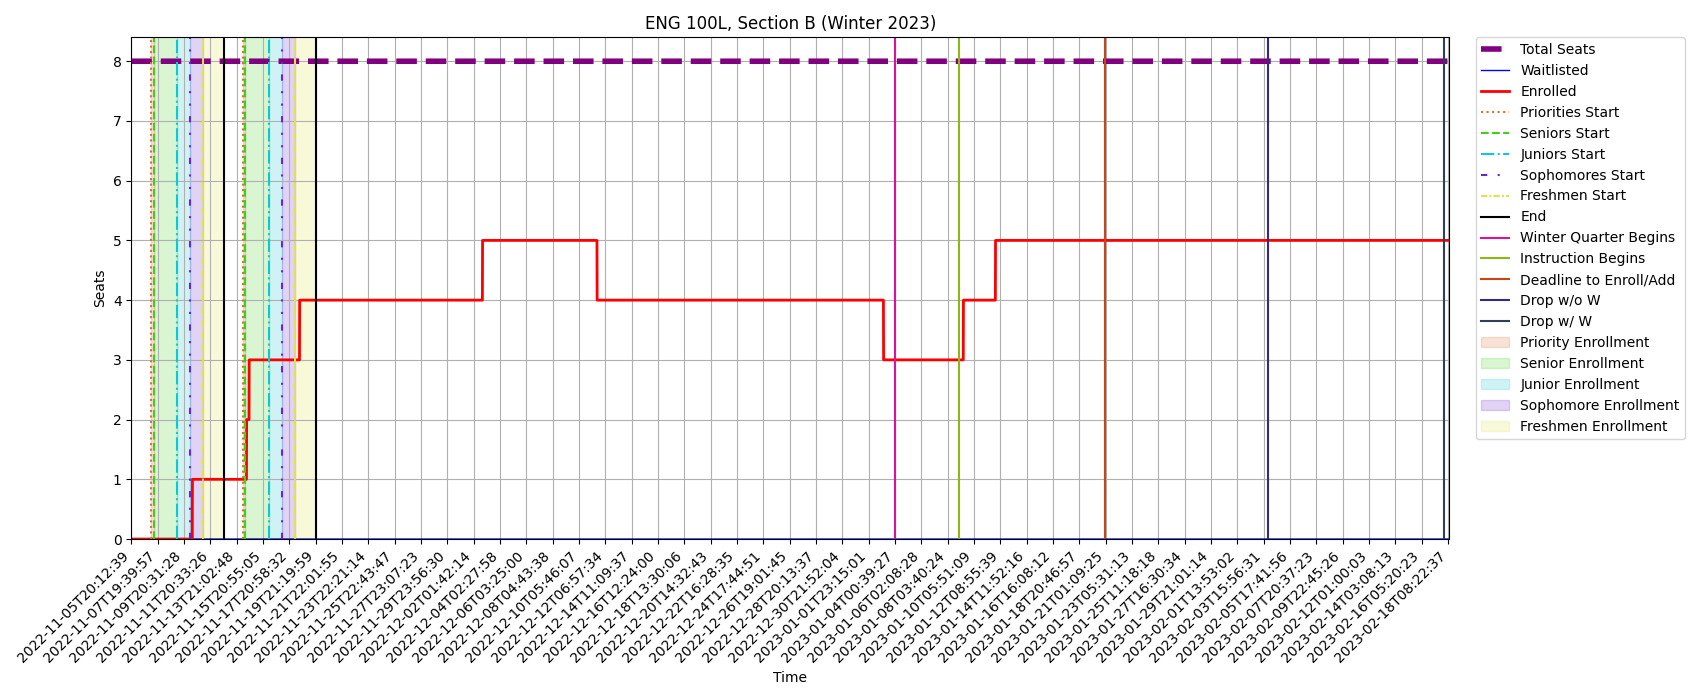 ENG 100L, Section B (Winter 2023)
8
7
6
5
4
3
2
1
0
Seats
2022-11-05T20:12:39
2022-11-07T19:39:57
2022-11-09T20:31:28
2022-11-11T20:33:26
2022-11-13T21:02:48
2022-11-15T20:55:05
2022-11-17T20:58:32
2022-11-19T21:19:59
2022-11-21T22:01:55
2022-11-23T22:21:14
2022-11-25T22:43:47
2022-11-27T23:07:23
2022-11-29T23:56:30
2022-12-02T01:42:14
2022-12-04T02:27:58
2022-12-06T03:25:00
2022-12-08T04:43:38
2022-12-10T05:46:07
2022-12-12T06:57:34
2022-12-14T11:09:37
2022-12-16T12:24:00
2022-12-18T13:30:06
2022-12-20T14:32:43
2022-12-22T16:28:35
2022-12-24T17:44:51
2022-12-26T19:01:45
2022-12-28T20:13:37
2022-12-30T21:52:04
2023-01-01T23:15:01
2023-01-04T00:39:27
2023-01-06T02:08:28
2023-01-08T03:40:24
2023-01-10T05:51:09
2023-01-12T08:55:39
2023-01-14T11:52:16
2023-01-16T16:08:12
2023-01-18T20:46:57
2023-01-21T01:09:25
2023-01-23T05:31:13
2023-01-25T11:18:18
2023-01-27T16:30:34
2023-01-29T21:01:14
2023-02-01T13:53:02
2023-02-03T15:56:31
2023-02-05T17:41:56
2023-02-07T20:37:23
2023-02-09T22:45:26
2023-02-12T01:00:03
2023-02-14T03:08:13
2023-02-16T05:20:23
2023-02-18T08:22:37
Time
Total Seats
Waitlisted
Enrolled
Priorities Start
Seniors Start
Juniors Start
Sophomores Start
Freshmen Start
End
Winter Quarter Begins
Instruction Begins
Deadline to Enroll/Add
Drop w/o W
Drop w/ W
Priority Enrollment
Senior Enrollment
Junior Enrollment
Sophomore Enrollment
Freshmen Enrollment